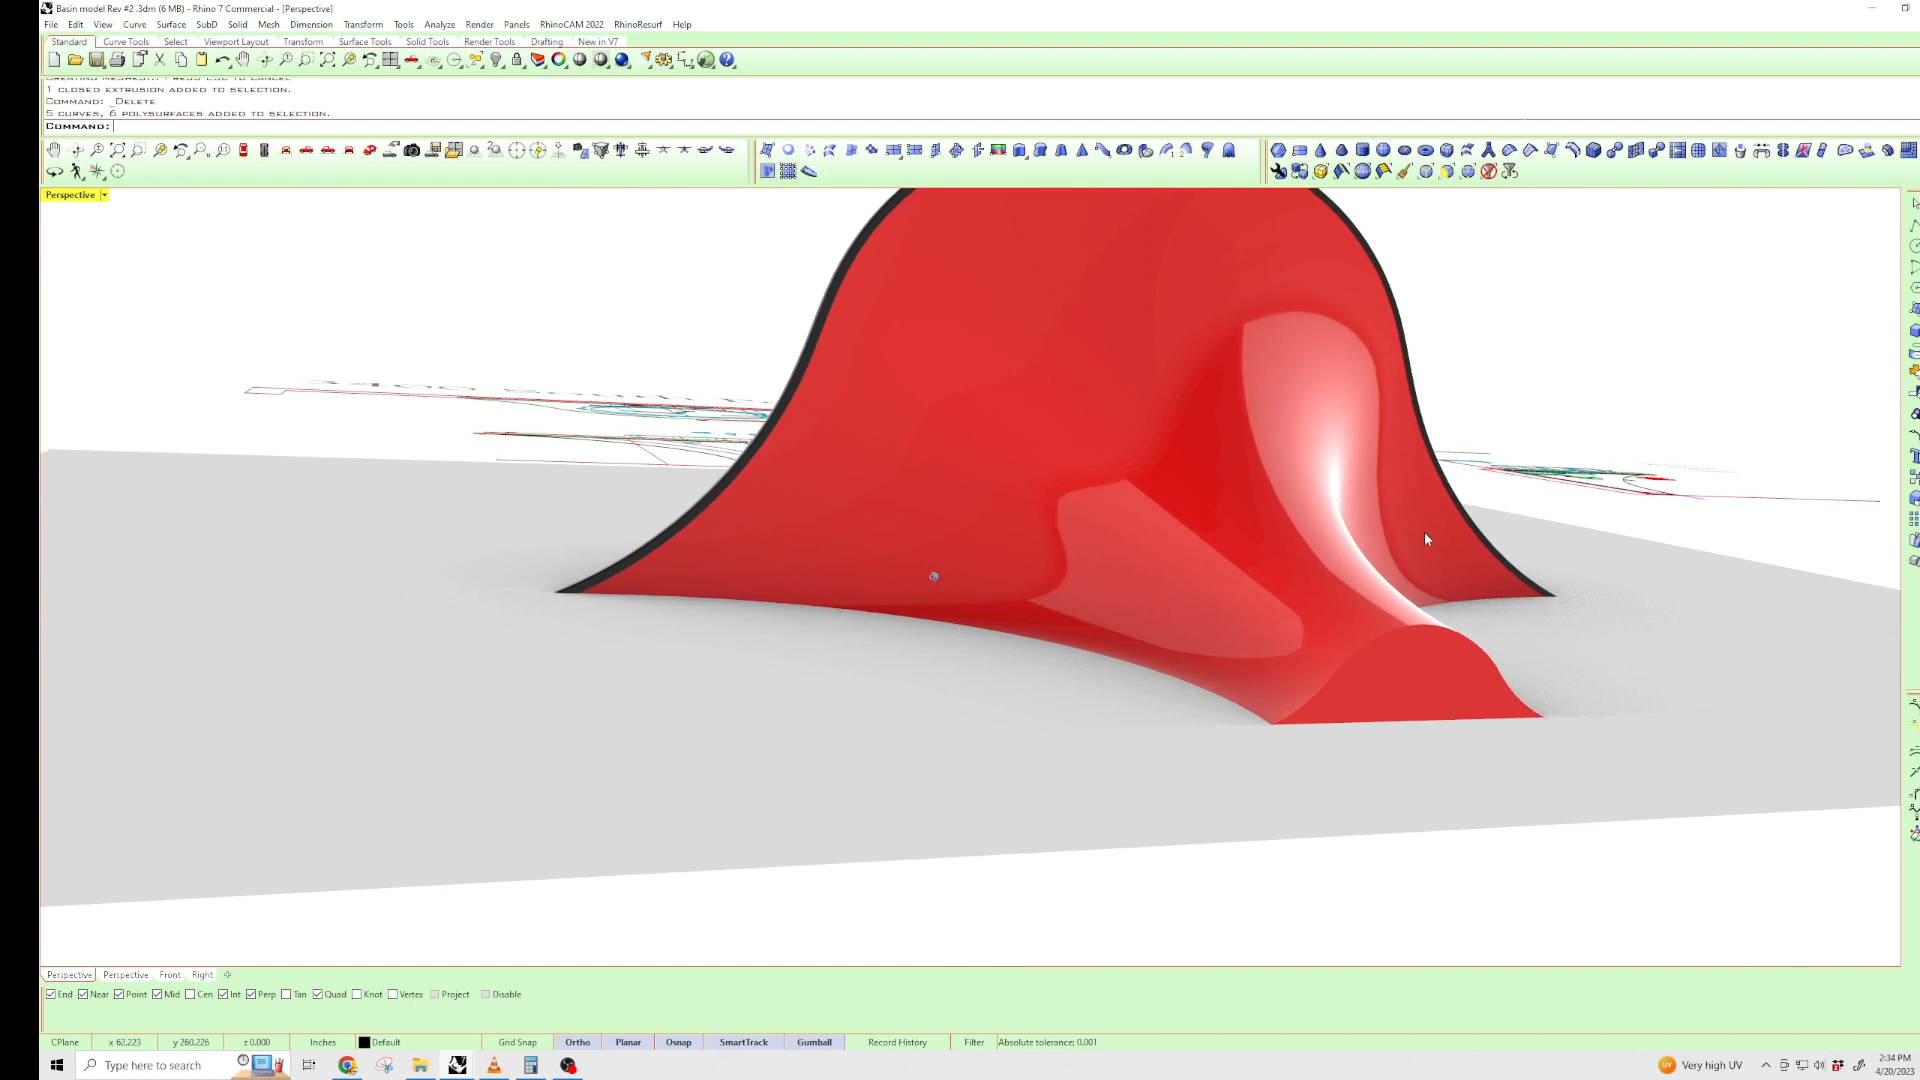 Basin model Rev #2 .3dm (6 MB) - Rhino 7 Commercial - [Perspective]
File Edit View Curve Surface SubD Solid Mesh Dimension Transform Tools Analyze Render Panels RhinoCAM 2022 RhinoResurf Help
Standard Curve Tools Select Viewport Layout Transform Surface Tools Solid Tools Render Tools Drafting New in V7
1 closed extrusion added to selection.
Command: _Delete
5 curves, 6 polysurfaces added to selection.
Command:
Perspective
Perspective Perspective Front Right
End Near Point Mid Cen Int Perp Tan Quad Knot Vertex Project Disable
CPlane x 62.223 y 260.226 z 0.000 Inches Default Grid Snap Ortho Planar Osnap SmartTrack Gumball Record History Filter Absolute tolerance: 0.001
Type here to search
Very high UV
2:34 PM
4/20/2023